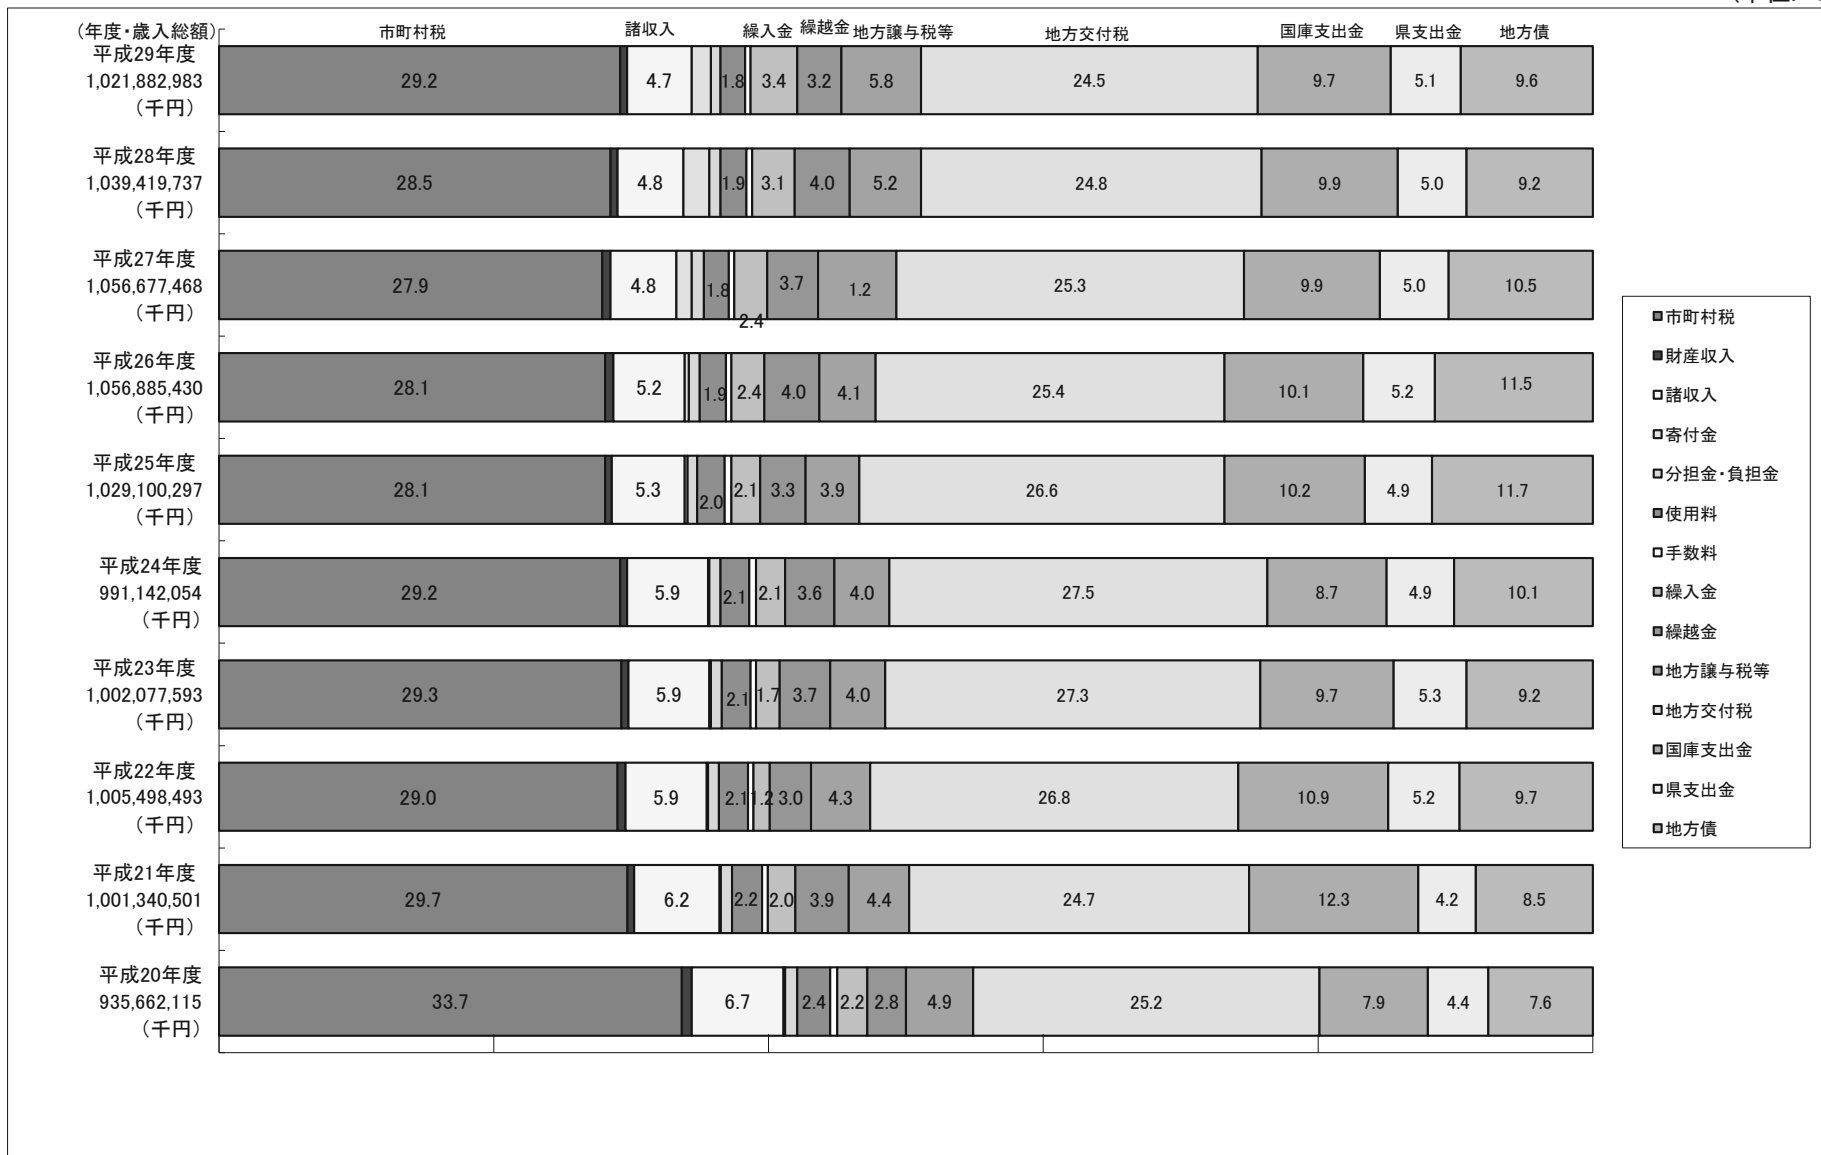 (年度・歳入総額) 市町村税 諸収入 繰入金 繰越金 地方譲与税等 地方交付税 国庫支出金 県支出金 地方債
平成29年度
1,021,882,983
(千円)
29.2 4.7 1.8 3.4 3.2 5.8 24.5 9.7 5.1 9.6
平成28年度
1,039,419,737
(千円)
28.5 4.8 1.9 3.1 4.0 5.2 24.8 9.9 5.0 9.2
平成27年度
1,056,677,468
(千円)
27.9 4.8 1.8 2.4 3.7 1.2 25.3 9.9 5.0 10.5
平成26年度
1,056,885,430
(千円)
28.1 5.2 1.9 2.4 4.0 4.1 25.4 10.1 5.2 11.5
平成25年度
1,029,100,297
(千円)
28.1 5.3 2.0 2.1 3.3 3.9 26.6 10.2 4.9 11.7
平成24年度
991,142,054
(千円)
29.2 5.9 2.1 2.1 3.6 4.0 27.5 8.7 4.9 10.1
平成23年度
1,002,077,593
(千円)
29.3 5.9 2.1 1.7 3.7 4.0 27.3 9.7 5.3 9.2
平成22年度
1,005,498,493
(千円)
29.0 5.9 2.1 1.2 3.0 4.3 26.8 10.9 5.2 9.7
平成21年度
1,001,340,501
(千円)
29.7 6.2 2.2 2.0 3.9 4.4 24.7 12.3 4.2 8.5
平成20年度
935,662,115
(千円)
33.7 6.7 2.4 2.2 2.8 4.9 25.2 7.9 4.4 7.6
市町村税
財産収入
諸収入
寄付金
分担金・負担金
使用料
手数料
繰入金
繰越金
地方譲与税等
地方交付税
国庫支出金
県支出金
地方債